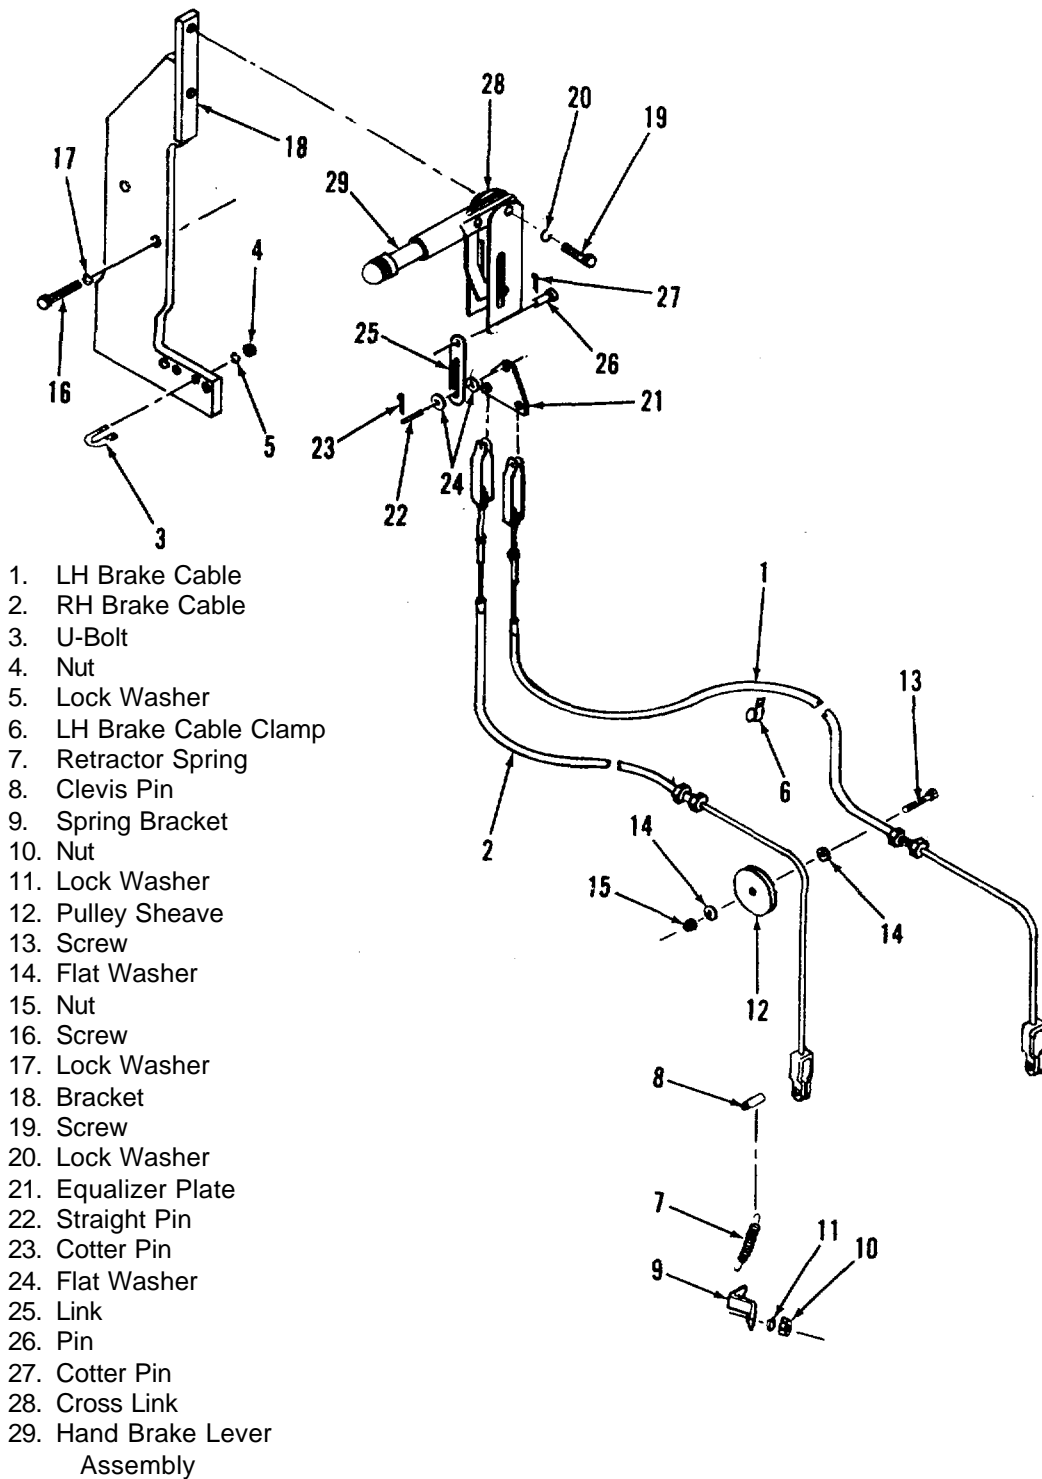 28
20
19
18
17
29
4
27
25
26
16
21
5
23
24
22
3
1. LH Brake Cable
2. RH Brake Cable
3. U-Bolt
4. Nut
5. Lock Washer
6. LH Brake Cable Clamp
7. Retractor Spring
8. Clevis Pin
9. Spring Bracket
10. Nut
11. Lock Washer
12. Pulley Sheave
13. Screw
14. Flat Washer
15. Nut
16. Screw
17. Lock Washer
18. Bracket
19. Screw
20. Lock Washer
21. Equalizer Plate
22. Straight Pin
23. Cotter Pin
24. Flat Washer
25. Link
26. Pin
27. Cotter Pin
28. Cross Link
29. Hand Brake Lever
Assembly
1
13
6
2
14
15
14
12
8
7
11
10
9